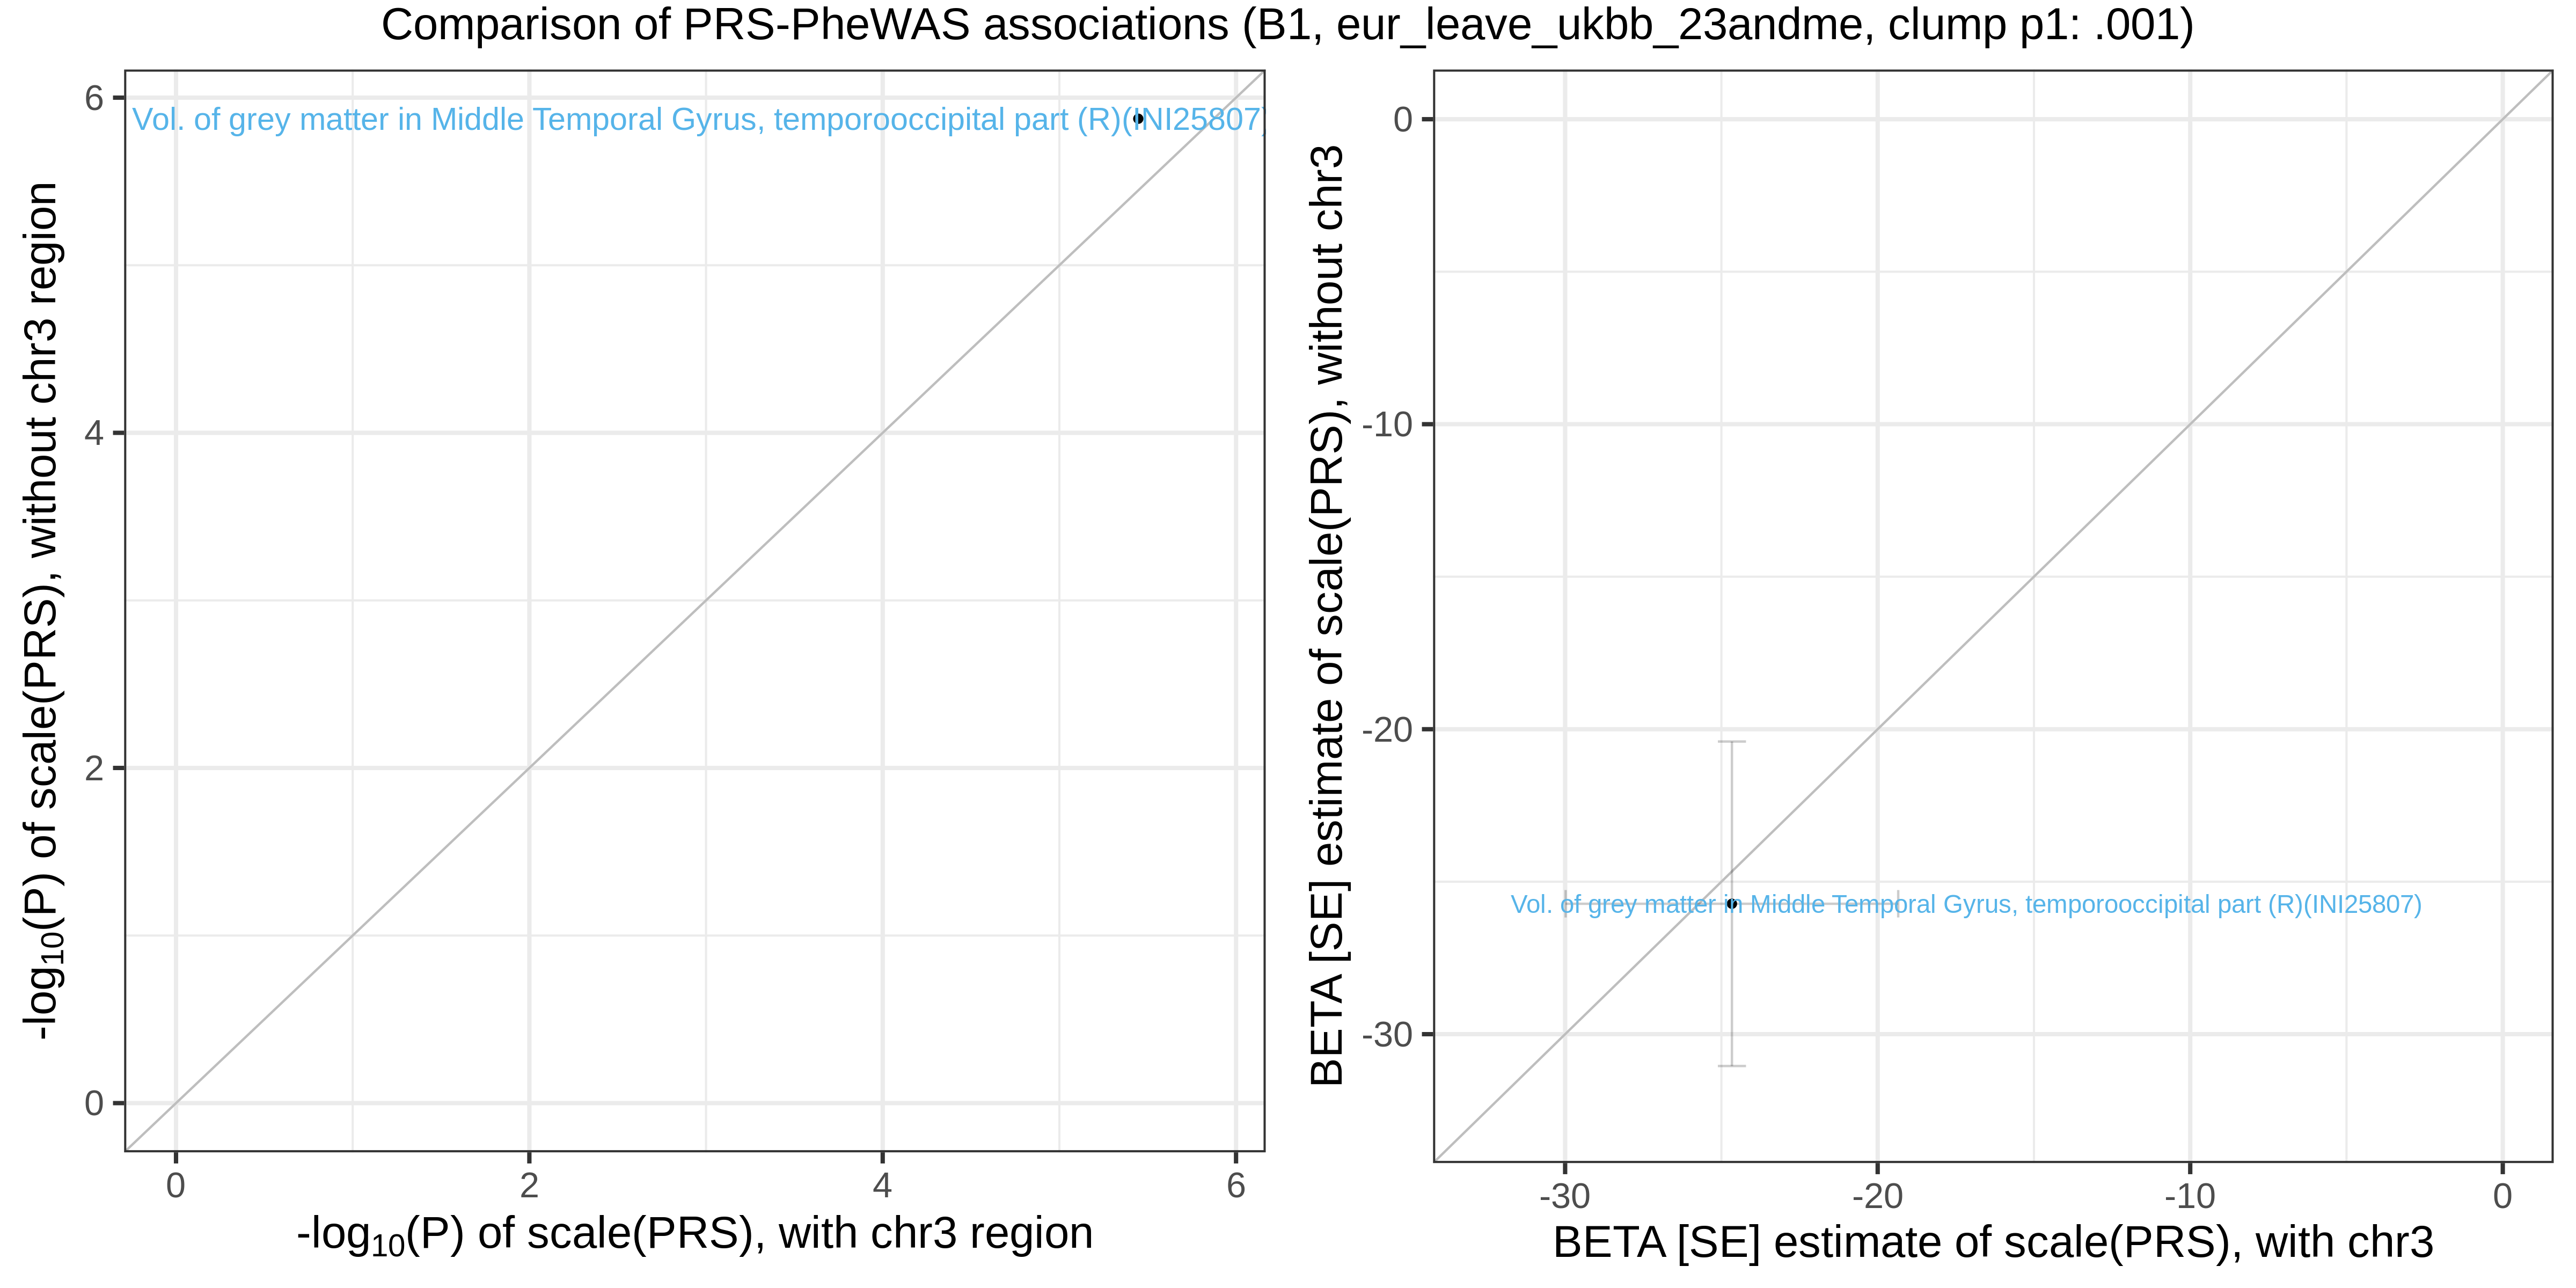 Comparison of PRS-PheWAS associations (B1, eur_leave_ukbb_23andme, clump p1: .001)
-log10(P) of scale(PRS), without chr3 region
6
4
2
0
Vol. of grey matter in Middle Temporal Gyrus, temporooccipital part (R)(INI25807)
0
2
4
6
-log10(P) of scale(PRS), with chr3 region
BETA [SE] estimate of scale(PRS), without chr3
0
-10
-20
-30
Vol. of grey matter in Middle Temporal Gyrus, temporooccipital part (R)(INI25807)
-30
-20
-10
0
BETA [SE] estimate of scale(PRS), with chr3